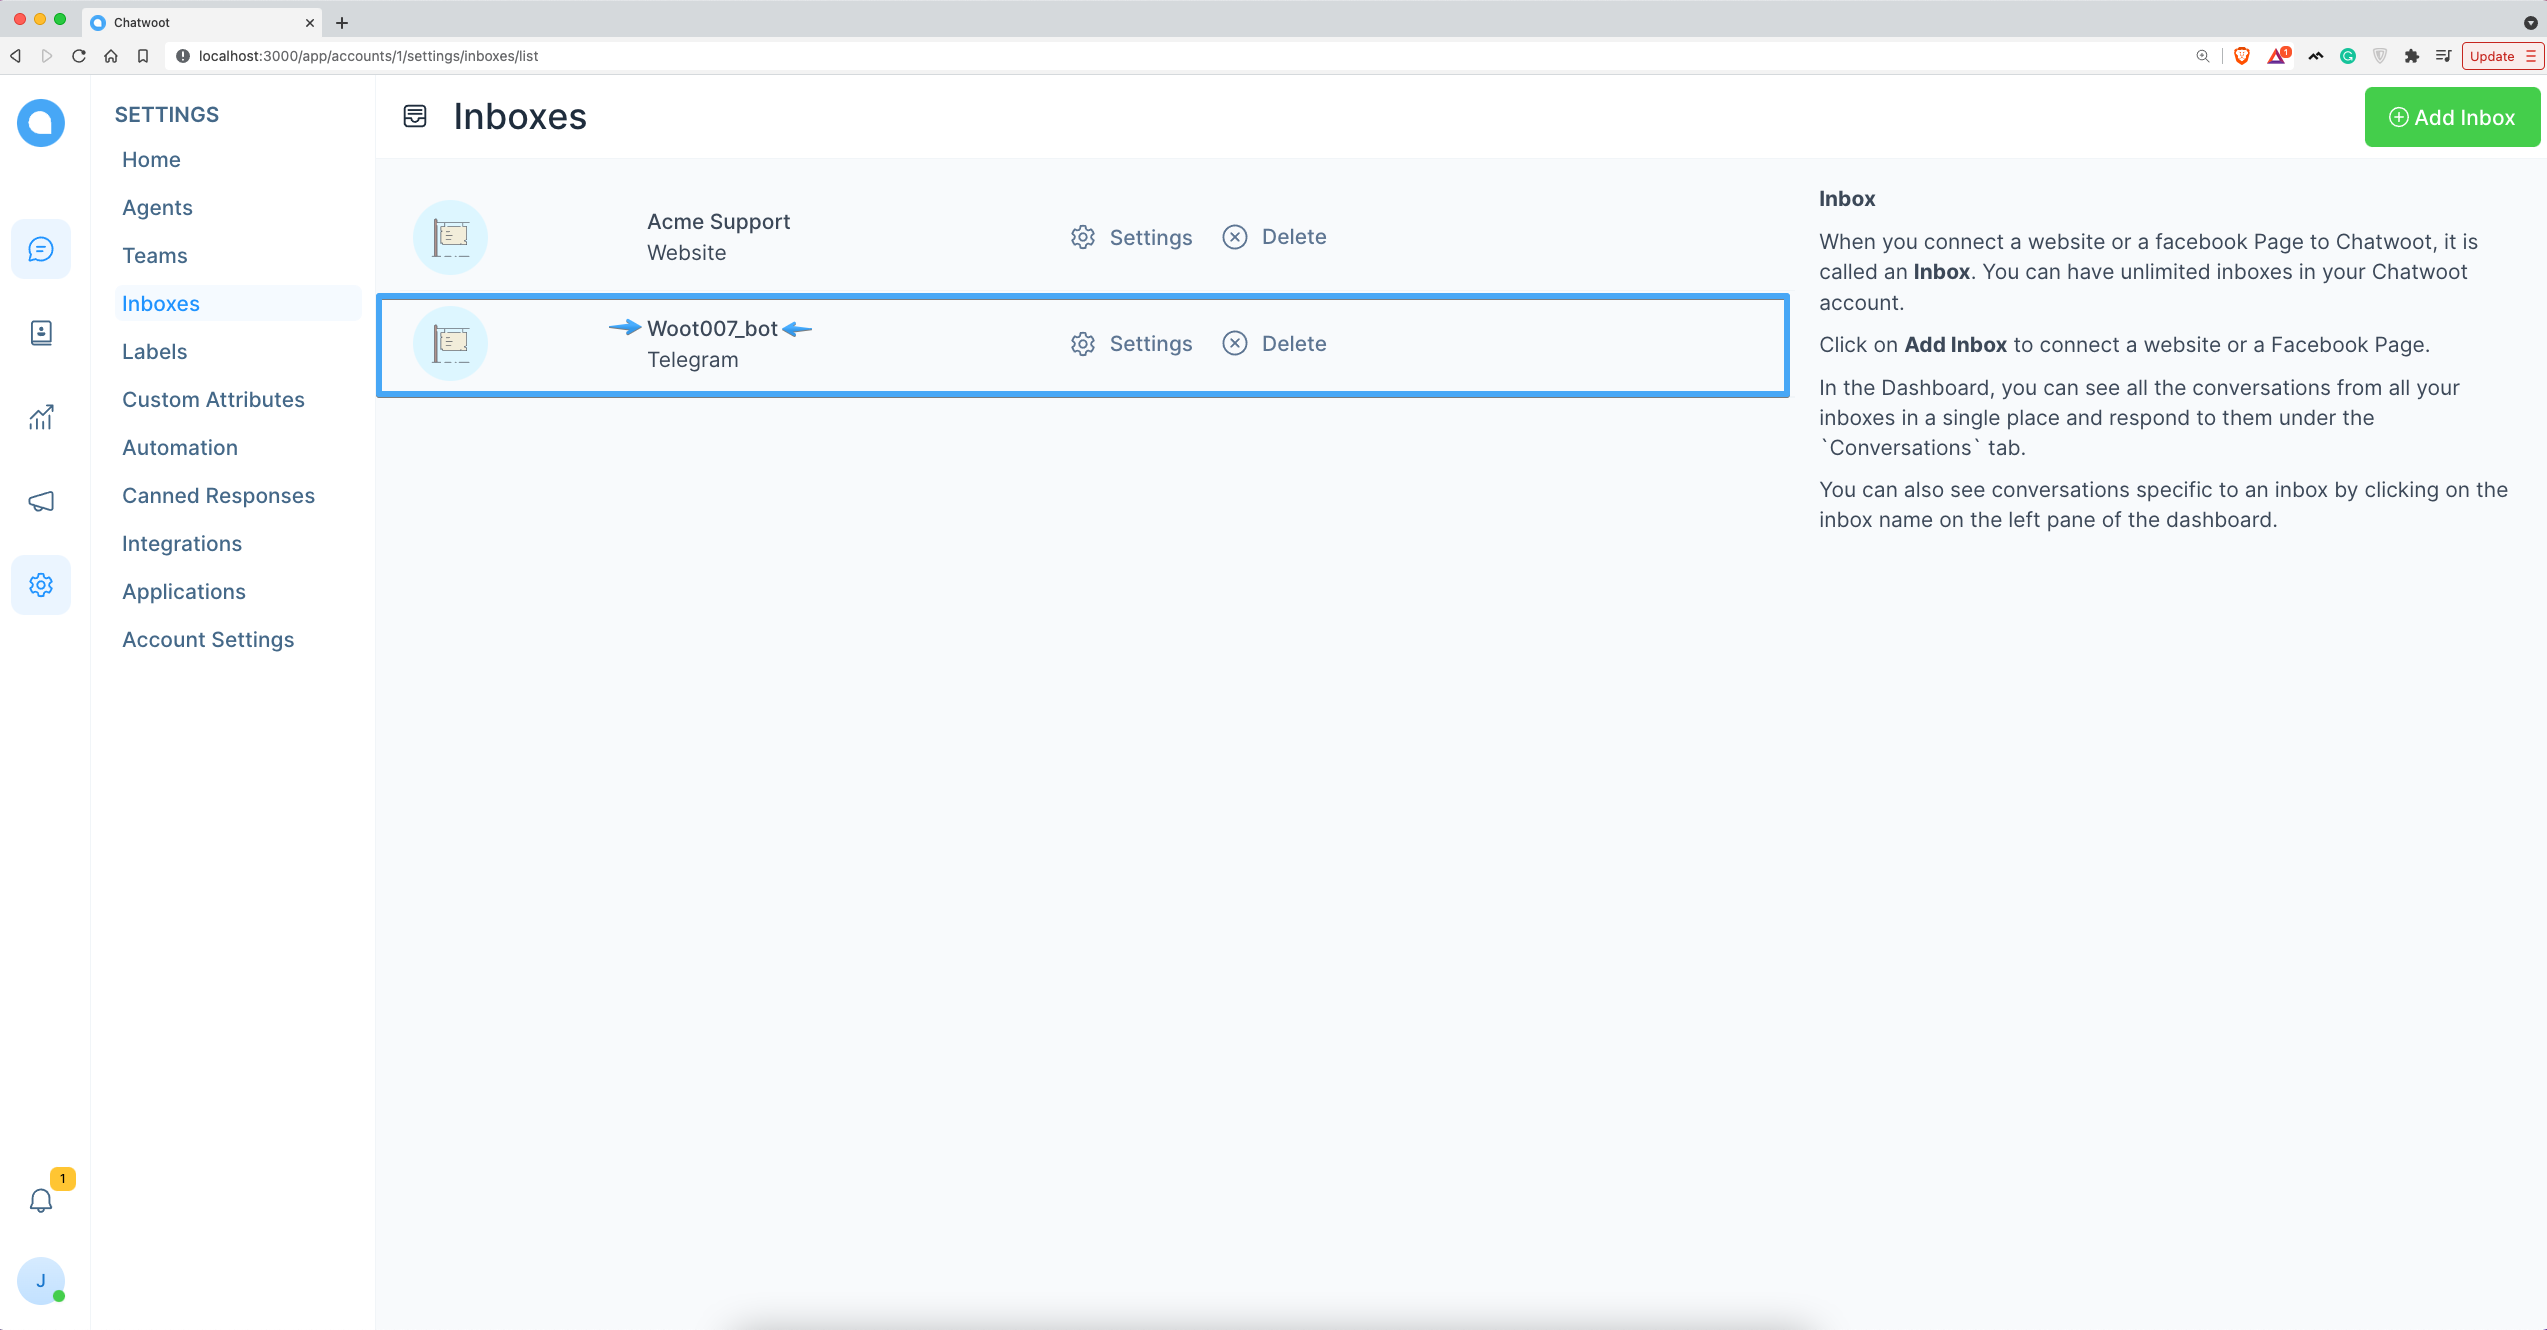 Chatwoot
localhost:3000/app/accounts/1/settings/inboxes/list
1
Update
SETTINGS
Home
Agents
Teams
Inboxes
Labels
Custom Attributes
Automation
Canned Responses
Integrations
Applications
Account Settings
1
J
Inboxes
Add Inbox
Acme Support
Website
Settings
Delete
Woot007_bot
Telegram
Settings
Delete
Inbox
When you connect a website or a facebook Page to Chatwoot, it is
called an Inbox. You can have unlimited inboxes in your Chatwoot
account.
Click on Add Inbox to connect a website or a Facebook Page.
In the Dashboard, you can see all the conversations from all your
inboxes in a single place and respond to them under the
`Conversations` tab.
You can also see conversations specific to an inbox by clicking on the
inbox name on the left pane of the dashboard.